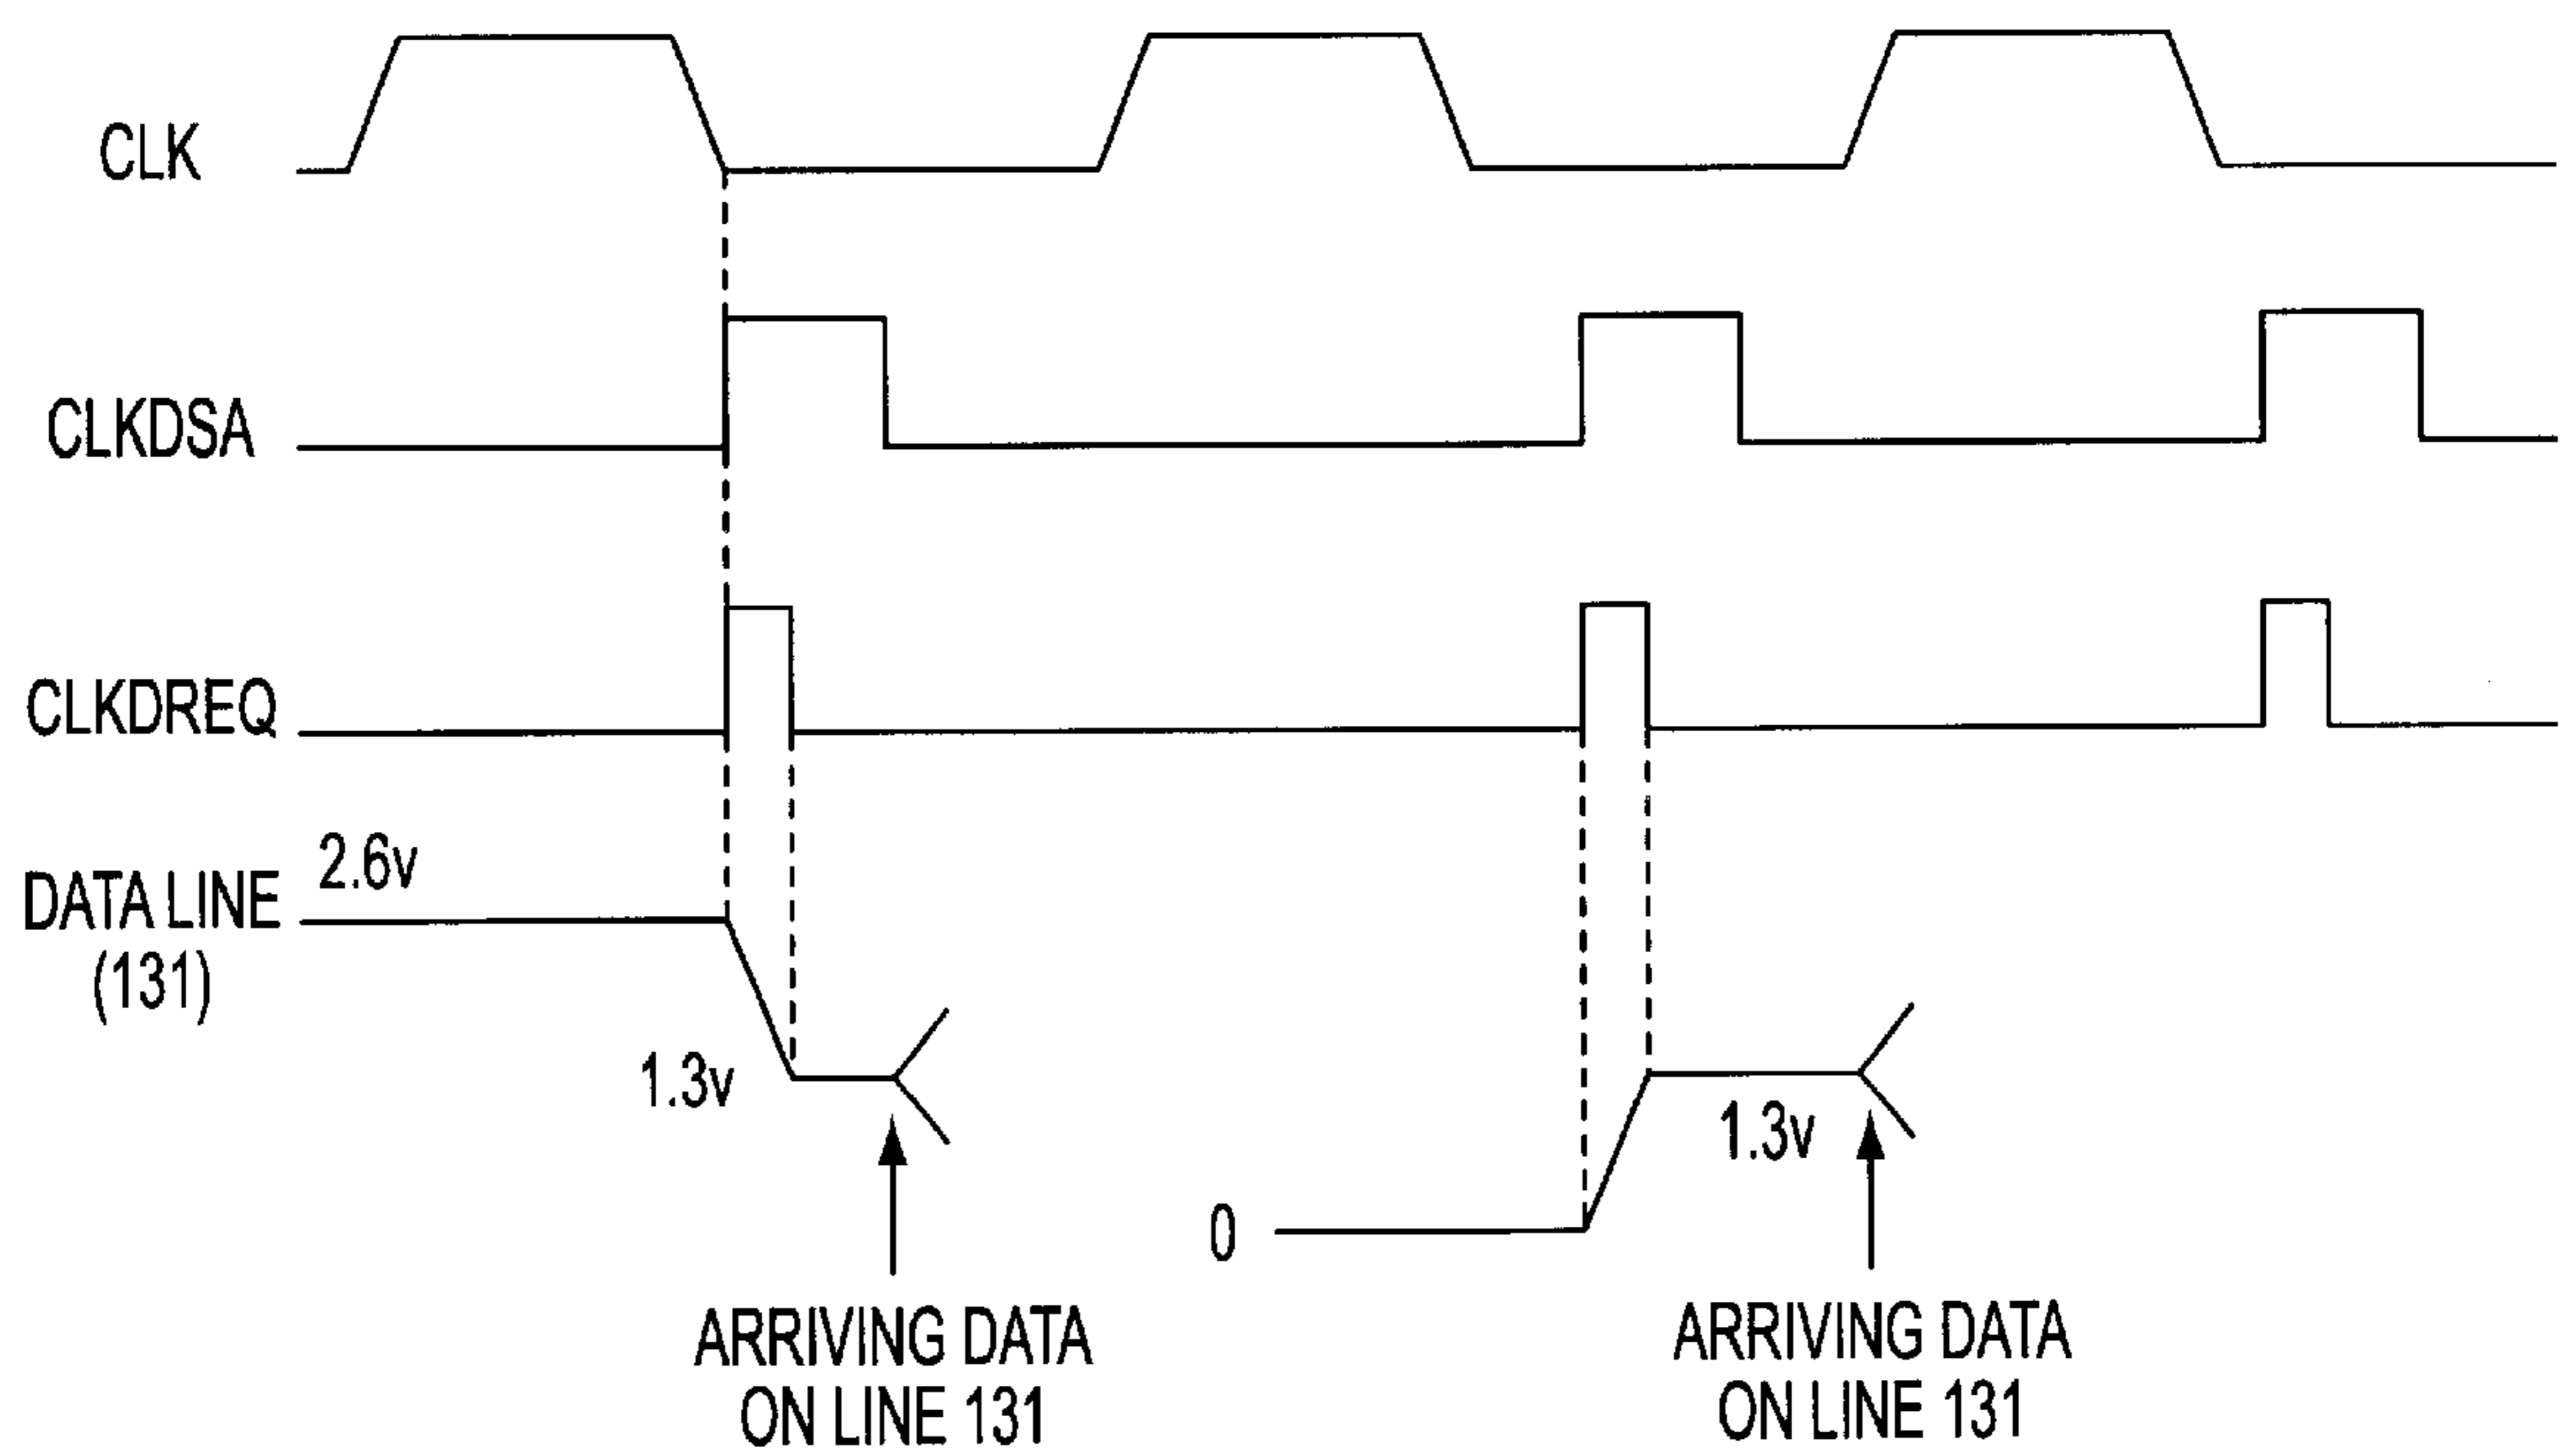 CLK
CLKDSA
CLKDREQ
2.6v
DATA LINE
(131)
1.3v
1.3v
0
ARRIVING DATA
ON LINE 131
ARRIVING DATA
ON LINE 131